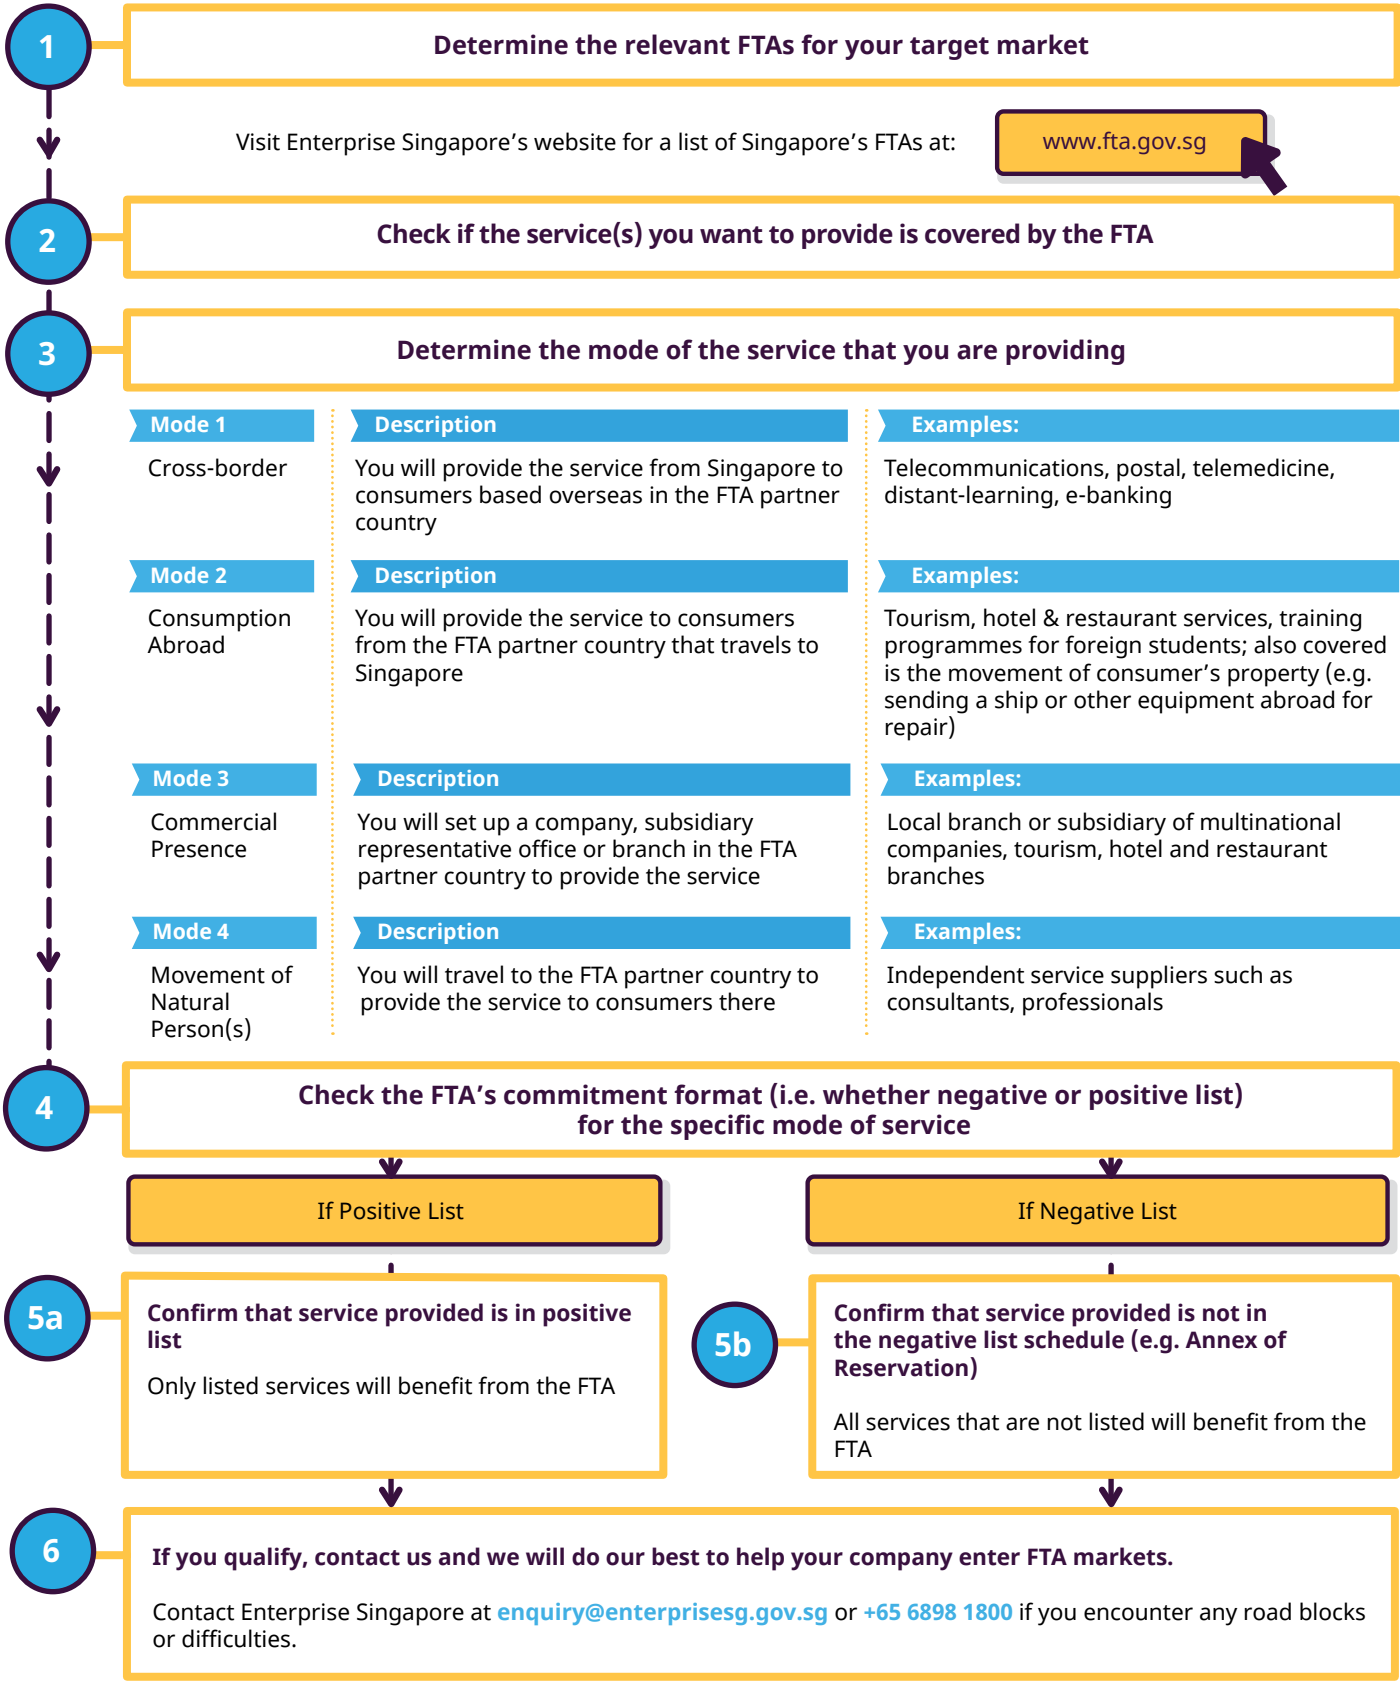 1
Determine the relevant FTAs for your target market
Visit Enterprise Singapore’s website for a list of Singapore’s FTAs at:
www.fta.gov.sg
2
Check if the service(s) you want to provide is covered by the FTA
3
Determine the mode of the service that you are providing
Mode 1
Description
Examples:
Cross-border
You will provide the service from Singapore to
consumers based overseas in the FTA partner
country
Telecommunications, postal, telemedicine,
distant-learning, e-banking
Mode 2
Description
Examples:
Consumption
Abroad
You will provide the service to consumers
from the FTA partner country that travels to
Singapore
Tourism, hotel & restaurant services, training
programmes for foreign students; also covered
is the movement of consumer’s property (e.g.
sending a ship or other equipment abroad for
repair)
Mode 3
Description
Examples:
Commercial
Presence
You will set up a company, subsidiary
representative office or branch in the FTA
partner country to provide the service
Local branch or subsidiary of multinational
companies, tourism, hotel and restaurant
branches
Mode 4
Description
Examples:
Movement of
Natural
Person(s)
You will travel to the FTA partner country to
provide the service to consumers there
Independent service suppliers such as
consultants, professionals
4
Check the FTA’s commitment format (i.e. whether negative or positive list)
for the specific mode of service
If Positive List
If Negative List
5a
Confirm that service provided is in positive
list
Only listed services will benefit from the FTA
5b
Confirm that service provided is not in
the negative list schedule (e.g. Annex of
Reservation)
All services that are not listed will benefit from the
FTA
6
If you qualify, contact us and we will do our best to help your company enter FTA markets.
Contact Enterprise Singapore at enquiry@enterprisesg.gov.sg or +65 6898 1800 if you encounter any road blocks
or difficulties.